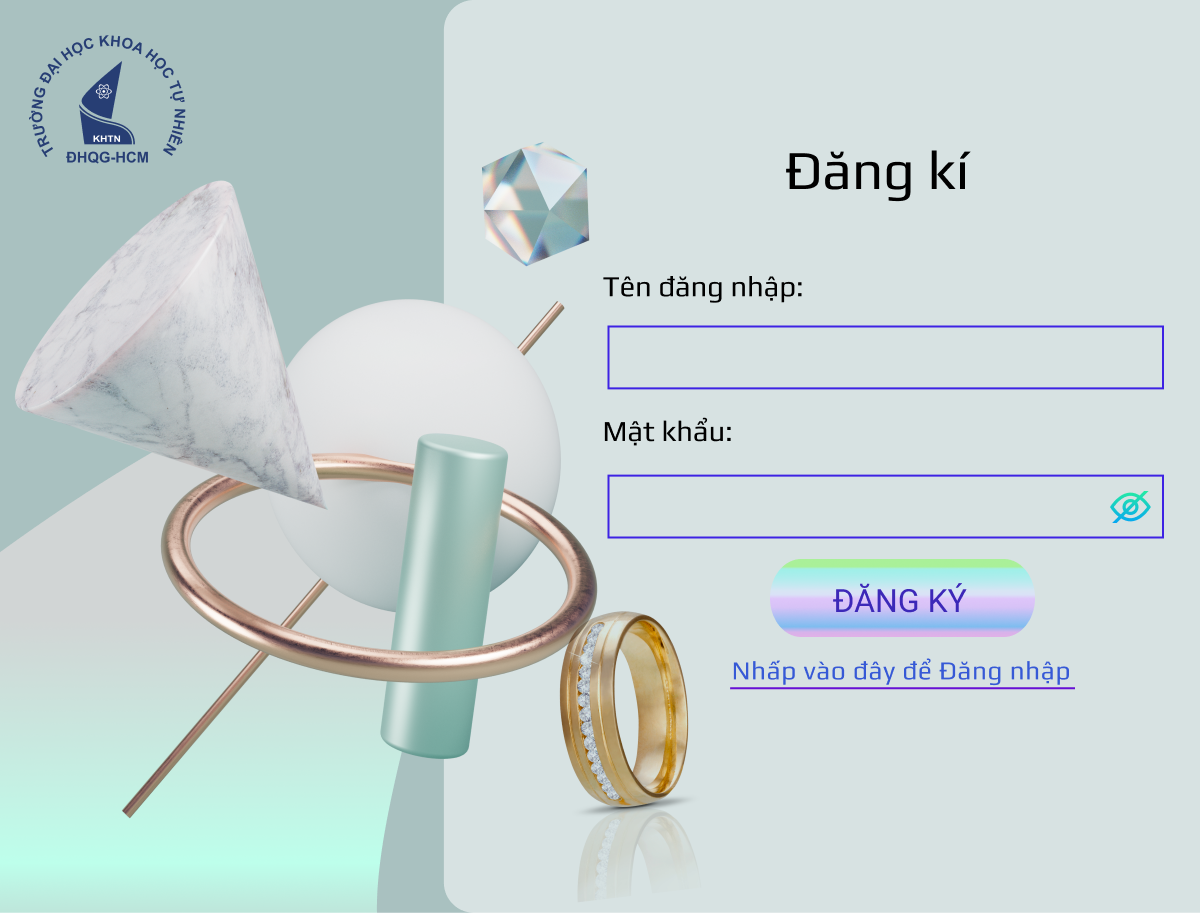 TRƯỜNG ĐẠI HỌC KHOA HỌC TỰ NHIÊN
KHTN
ĐHQG-HCM
Đăng kí
Tên đăng nhập:
Mật khẩu:
ĐĂNG KÝ
Nhấp vào đây để Đăng nhập